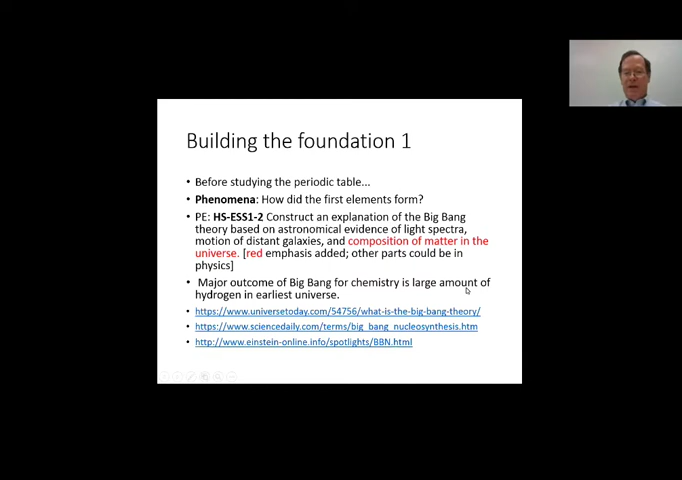 Building the foundation 1
• Before studying the periodic table...
• Phenomena: How did the first elements form?
• PE: HS-ESS1-2 Construct an explanation of the Big Bang
theory based on astronomical evidence of light spectra,
motion of distant galaxies, and composition of matter in the
universe. [red emphasis added; other parts could be in
physics]
• Major outcome of Big Bang for chemistry is large amount of
hydrogen in earliest universe.
• https://www.universetoday.com/54756/what-is-the-big-bang-theory/
• https://www.sciencedaily.com/terms/big_bang_nucleosynthesis.htm
• http://www.einstein-online.info/spotlights/BBN.html